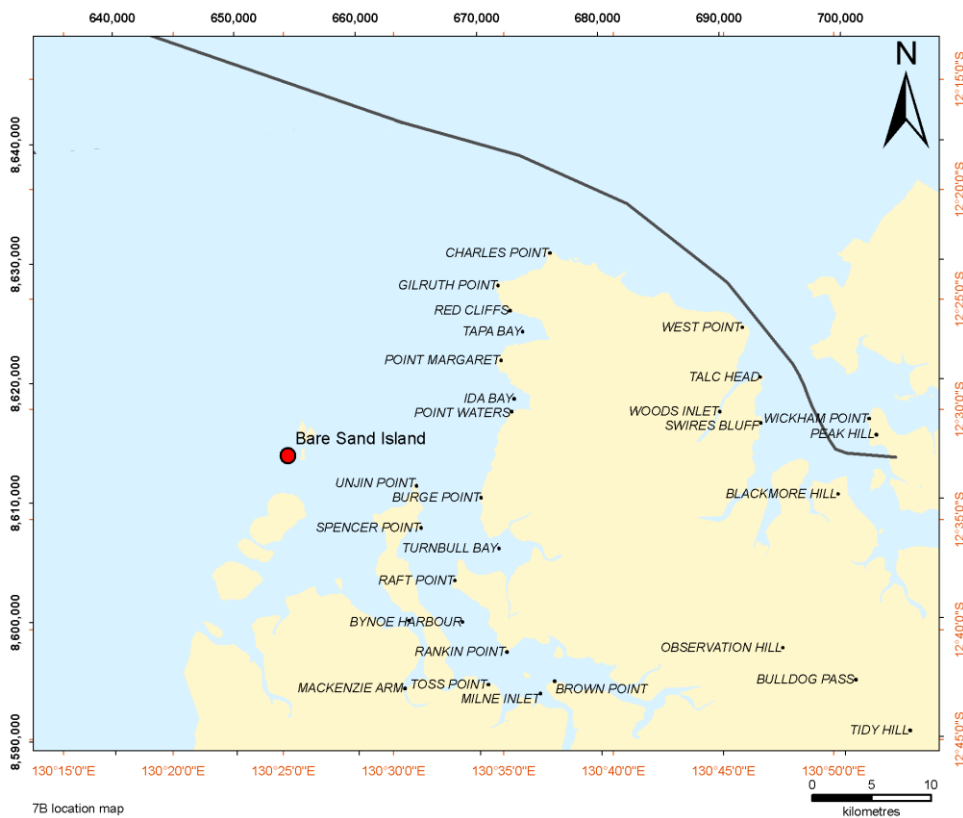 640,000 650,000 660,000 670,000 680,000 690,000 700,000
N
12°15'0"S
8,640,000
12°20'0"S
CHARLES POINT
8,630,000
GILRUTH POINT
12°25'0"S
RED CLIFFS
WEST POINT
TAPA BAY
POINT MARGARET
8,620,000
TALC HEAD
IDA BAY
12°30'0"S
POINT WATERS
WOODS INLET
WICKHAM POINT
SWIRES BLUFF
PEAK HILL
Bare Sand Island
UNJIN POINT
BURGE POINT
BLACKMORE HILL
8,610,000
12°35'0"S
SPENCER POINT
TURNBULL BAY
RAFT POINT
8,600,000
BYNOE HARBOUR
12°40'0"S
RANKIN POINT
OBSERVATION HILL
BULLDOG PASS
MACKENZIE ARM
TOSS POINT
BROWN POINT
MILNE INLET
TIDY HILL
8,590,000
12°45'0"S
130°15'0"E 130°20'0"E 130°25'0"E 130°30'0"E 130°35'0"E 130°40'0"E 130°45'0"E 130°50'0"E
0 5 10
kilometres
7B location map